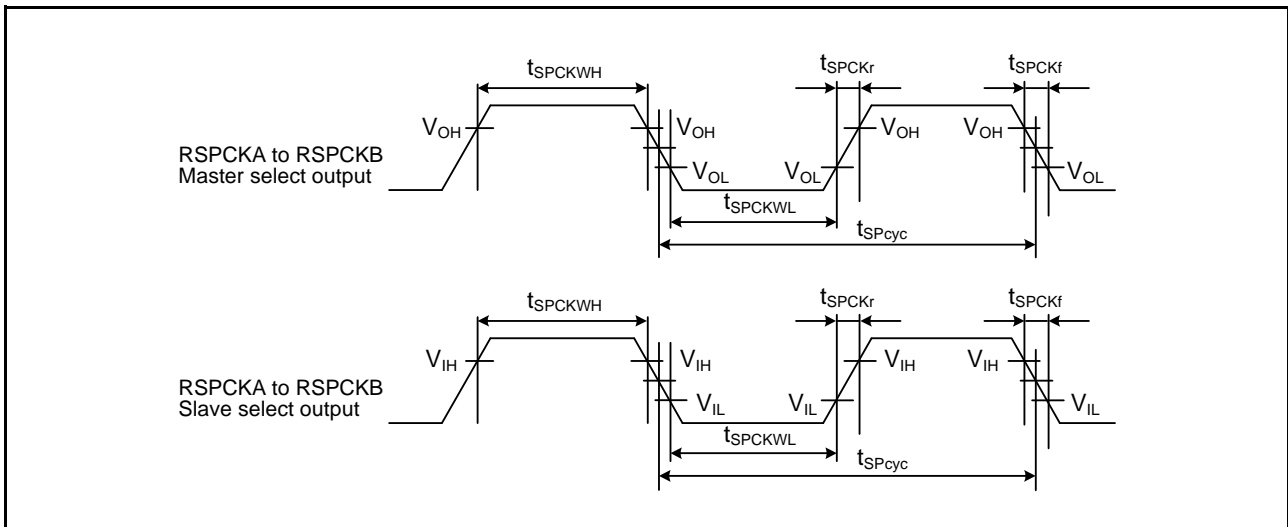 tSPCKWH
tSPCKr
tSPCKf
VOH
VOH
VOH
VOH
RSPCKA to RSPCKB
Master select output
VOL
VOL
VOL
tSPCKWL
tSPcyc
tSPCKWH
tSPCKr
tSPCKf
VIH
VIH
VIH
VIH
RSPCKA to RSPCKB
Slave select output
VIL
VIL
VIL
tSPCKWL
tSPcyc